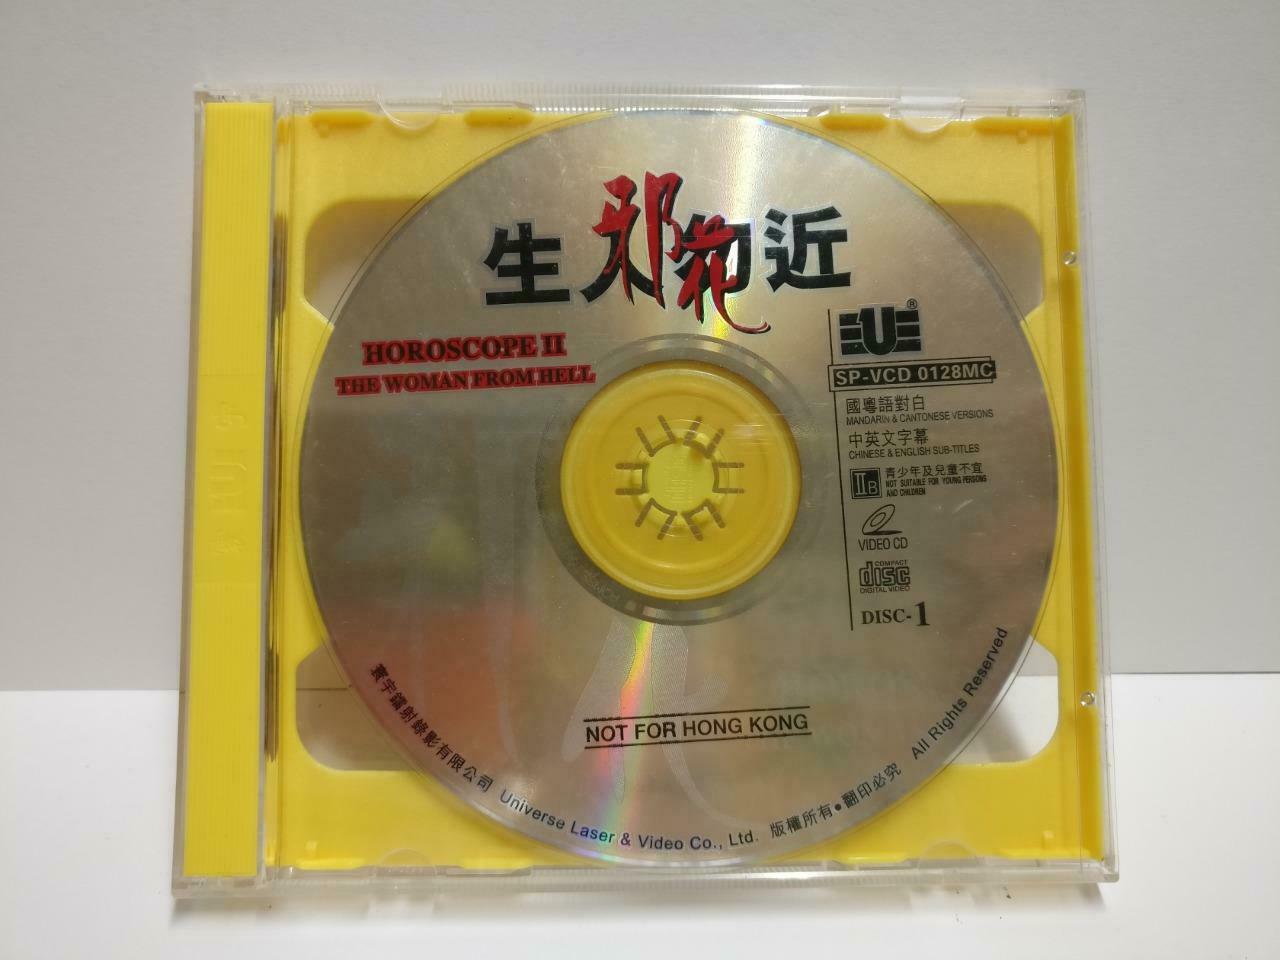 生人勿近
邪花
HOROSCOPE II
THE WOMAN FROM HELL
U®
SP-VCD 0128MC
國粵語對白
MANDARIN & CANTONESE VERSIONS
中英文字幕
CHINESE & ENGLISH SUB-TITLES
IIB 青少年及兒童不宜
NOT SUITABLE FOR YOUNG PERSONS
AND CHILDREN
VIDEO CD
COMPACT
disc
DIGITAL VIDEO
DISC-1
NOT FOR HONG KONG
寰宇鐳射錄影有限公司 Universe Laser & Video Co., Ltd. 版權所有●翻印必究 All Rights Reserved